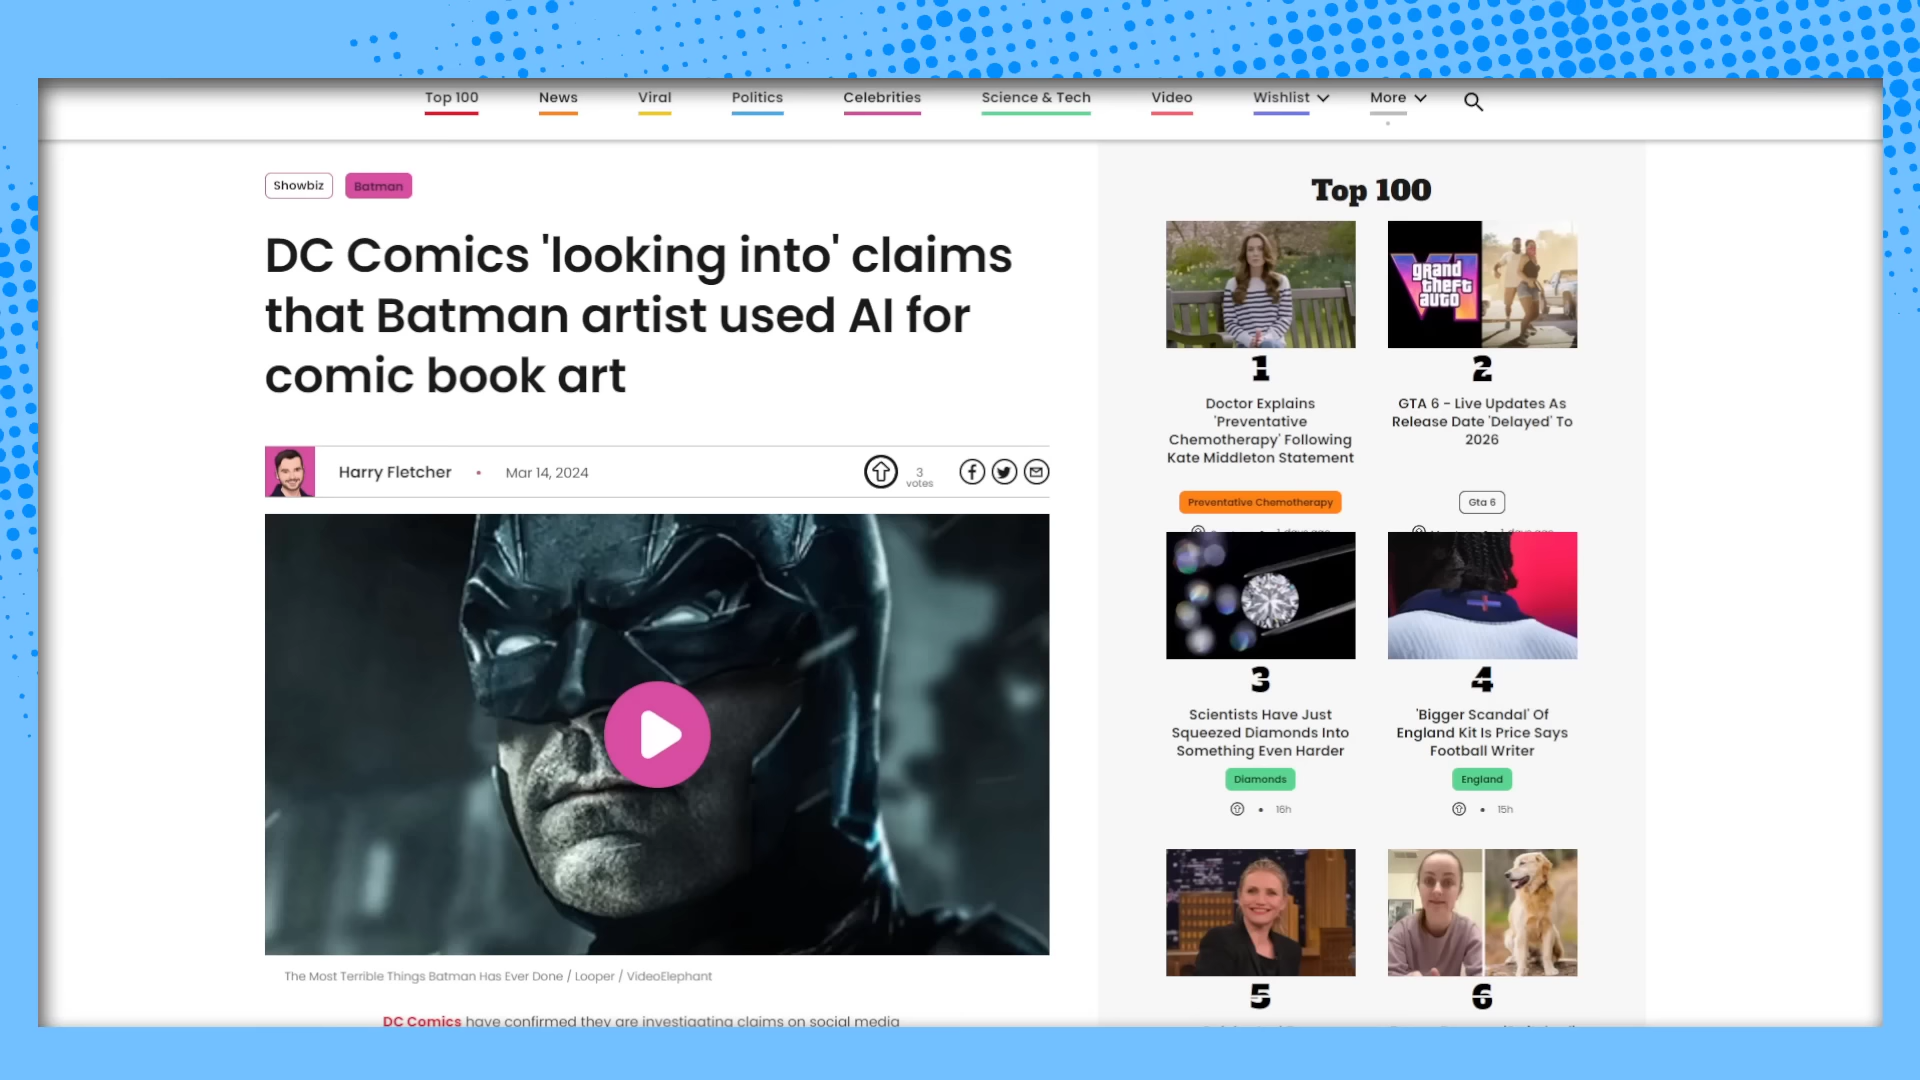 Top 100
News
Viral
Politics
Celebrities
Science & Tech
Video
Wishlist
More
Showbiz
Batman
DC Comics 'looking into' claims
that Batman artist used AI for
comic book art
Harry Fletcher • Mar 14, 2024
3
votes
The Most Terrible Things Batman Has Ever Done / Looper / VideoElephant
DC Comics have confirmed they are investigating claims on social media
Top 100
1
Doctor Explains
'Preventative
Chemotherapy' Following
Kate Middleton Statement
Preventative Chemotherapy
grand
theft
auto
VI
2
GTA 6 - Live Updates As
Release Date 'Delayed' To
2026
Gta 6
3
Scientists Have Just
Squeezed Diamonds Into
Something Even Harder
Diamonds
• 16h
4
'Bigger Scandal' Of
England Kit Is Price Says
Football Writer
England
• 15h
5
6